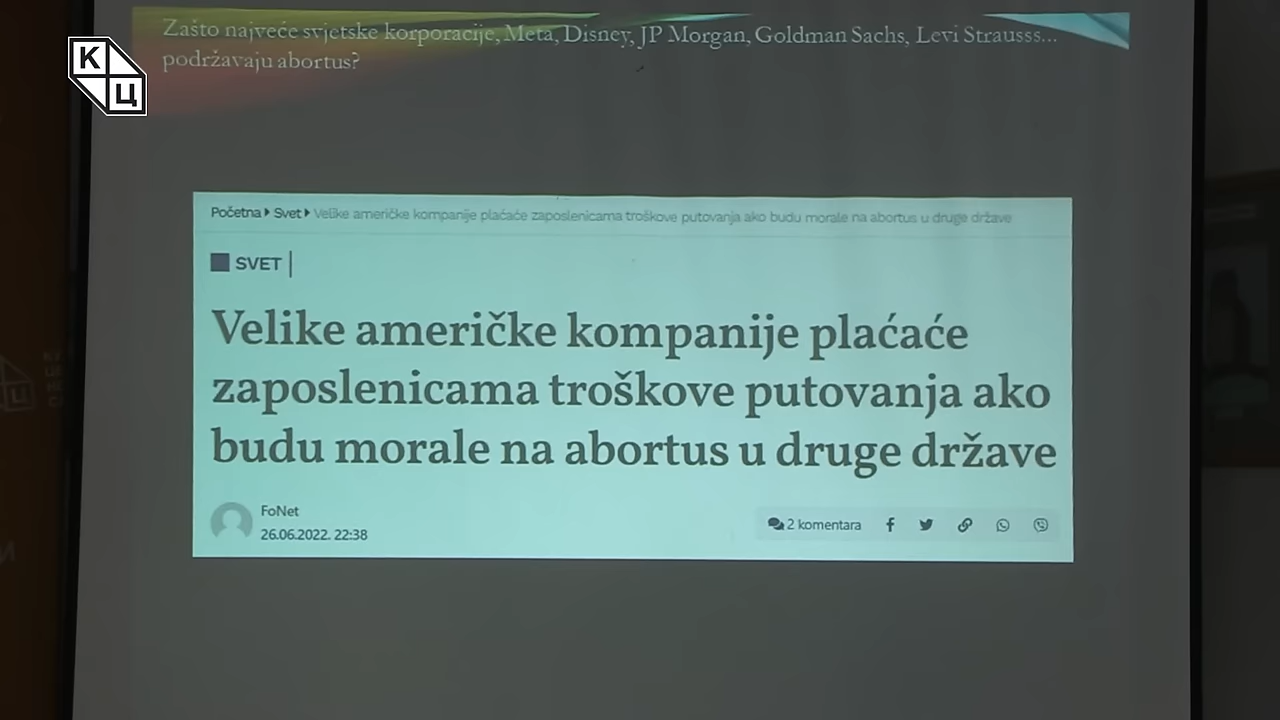 Zašto najveće svjetske korporacije, Meta, Disney, JP Morgan, Goldman Sachs, Levi Strausss...
podržavaju abortus?
К
Ц
Početna Svet Velike američke kompanije plaćaće zaposlenicama troškove putovanja ako budu morale na abortus u druge države
SVET
Velike američke kompanije plaćaće
zaposlenicama troškove putovanja ako
budu morale na abortus u druge države
FoNet
26.06.2022. 22:38
2 komentara